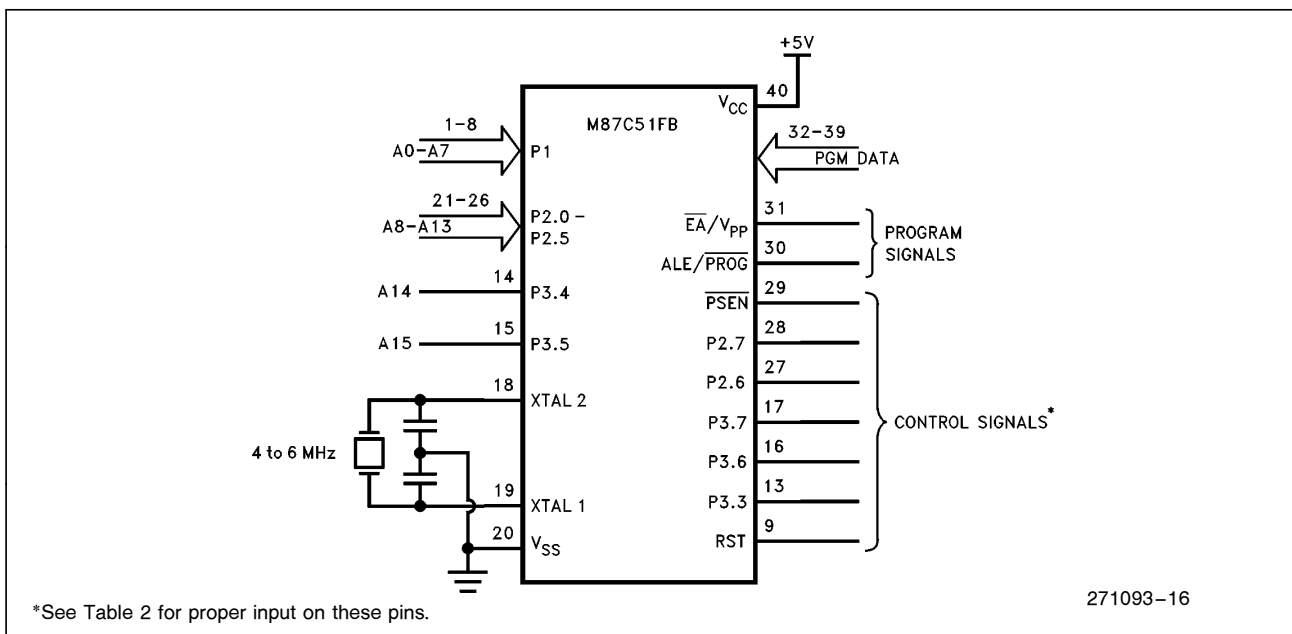 +5V
40
VCC
M87C51FB
1-8
A0-A7
P1
32-39
PGM DATA
21-26
A8-A13
P2.0-
P2.5
31
EA/VPP
30
ALE/PROG
PROGRAM
SIGNALS
14
A14
P3.4
29
PSEN
15
A15
P3.5
28
P2.7
27
P2.6
18
XTAL 2
17
P3.7
CONTROL SIGNALS*
4 to 6 MHz
16
P3.6
19
XTAL 1
13
P3.3
20
VSS
9
RST
*See Table 2 for proper input on these pins.
271093-16